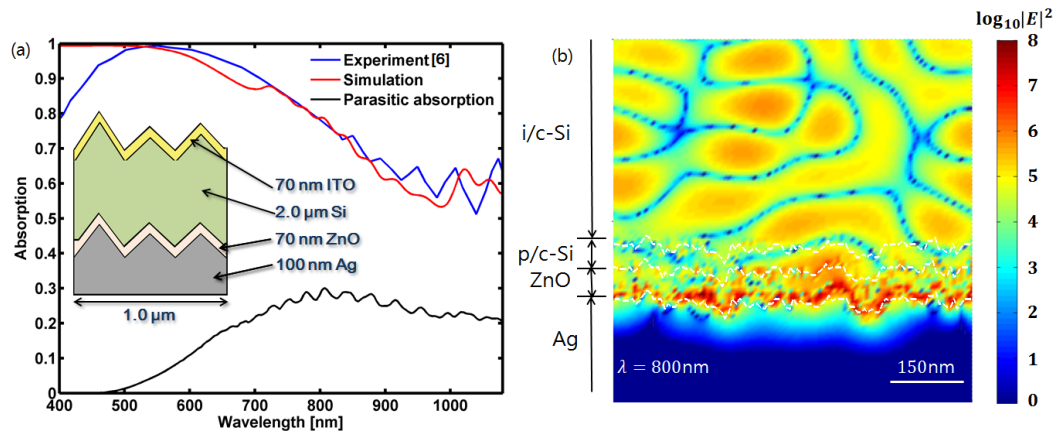 (a)
Experiment[6]
Simulation
Parasitic absorption
Absorption
1
0.9
0.8
0.7
0.6
0.5
0.4
0.3
0.2
0.1
0
70 nm ITO
2.0 μm Si
70 nm ZnO
100 nm Ag
1.0 μm
400 500 600 700 800 900 1000
Wavelength [nm]
(b)
i/c-Si
p/c-Si
ZnO
Ag
λ = 800nm
150nm
log₁₀|E|²
8
7
6
5
4
3
2
1
0